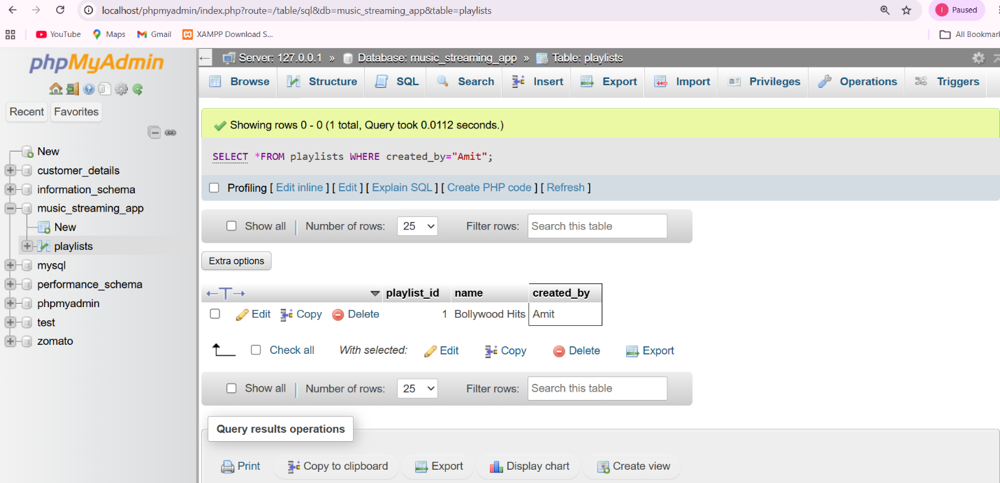 localhost/phpmyadmin/index.php?route=/table/sql&db=music_streaming_app&table=playlists
I Paused
YouTube Maps Gmail XAMPP Download S...
All Bookmar
phpMyAdmin
Recent Favorites
New
customer_details
information_schema
music_streaming_app
New
playlists
mysql
performance_schema
phpmyadmin
test
zomato
Server: 127.0.0.1 » Database: music_streaming_app » Table: playlists
Browse Structure SQL Search Insert Export Import Privileges Operations Triggers
Showing rows 0 - 0 (1 total, Query took 0.0112 seconds.)
SELECT *FROM playlists WHERE created_by="Amit";
Profiling [ Edit inline ] [ Edit ] [ Explain SQL ] [ Create PHP code ] [ Refresh ]
Show all Number of rows: 25 Filter rows: Search this table
Extra options
←T→ playlist_id name created_by
Edit Copy Delete 1 Bollywood Hits Amit
Check all With selected: Edit Copy Delete Export
Show all Number of rows: 25 Filter rows: Search this table
Query results operations
Print Copy to clipboard Export Display chart Create view